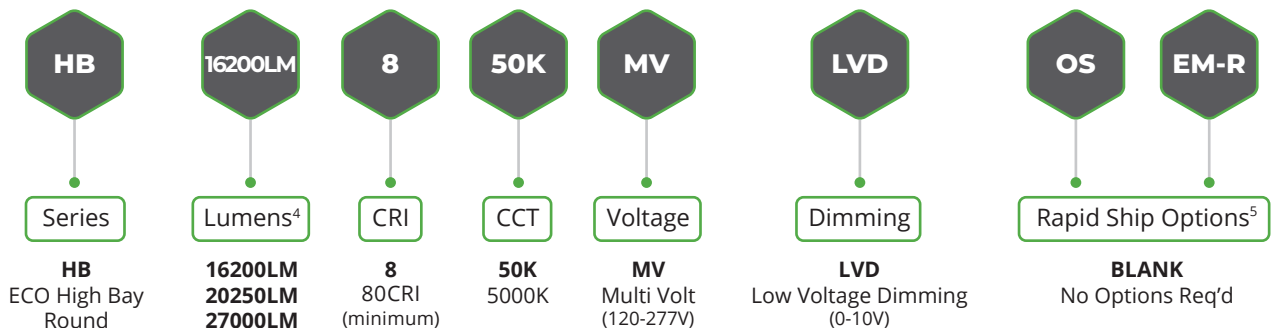 HB 16200LM 8 50K MV LVD OS EM-R
Series Lumens⁴ CRI CCT Voltage Dimming Rapid Ship Options⁵
HB 16200LM 8 50K MV LVD BLANK
ECO High Bay 20250LM 80CRI 5000K Multi Volt Low Voltage Dimming No Options Req’d
Round 27000LM (minimum) (120-277V) (0-10V)